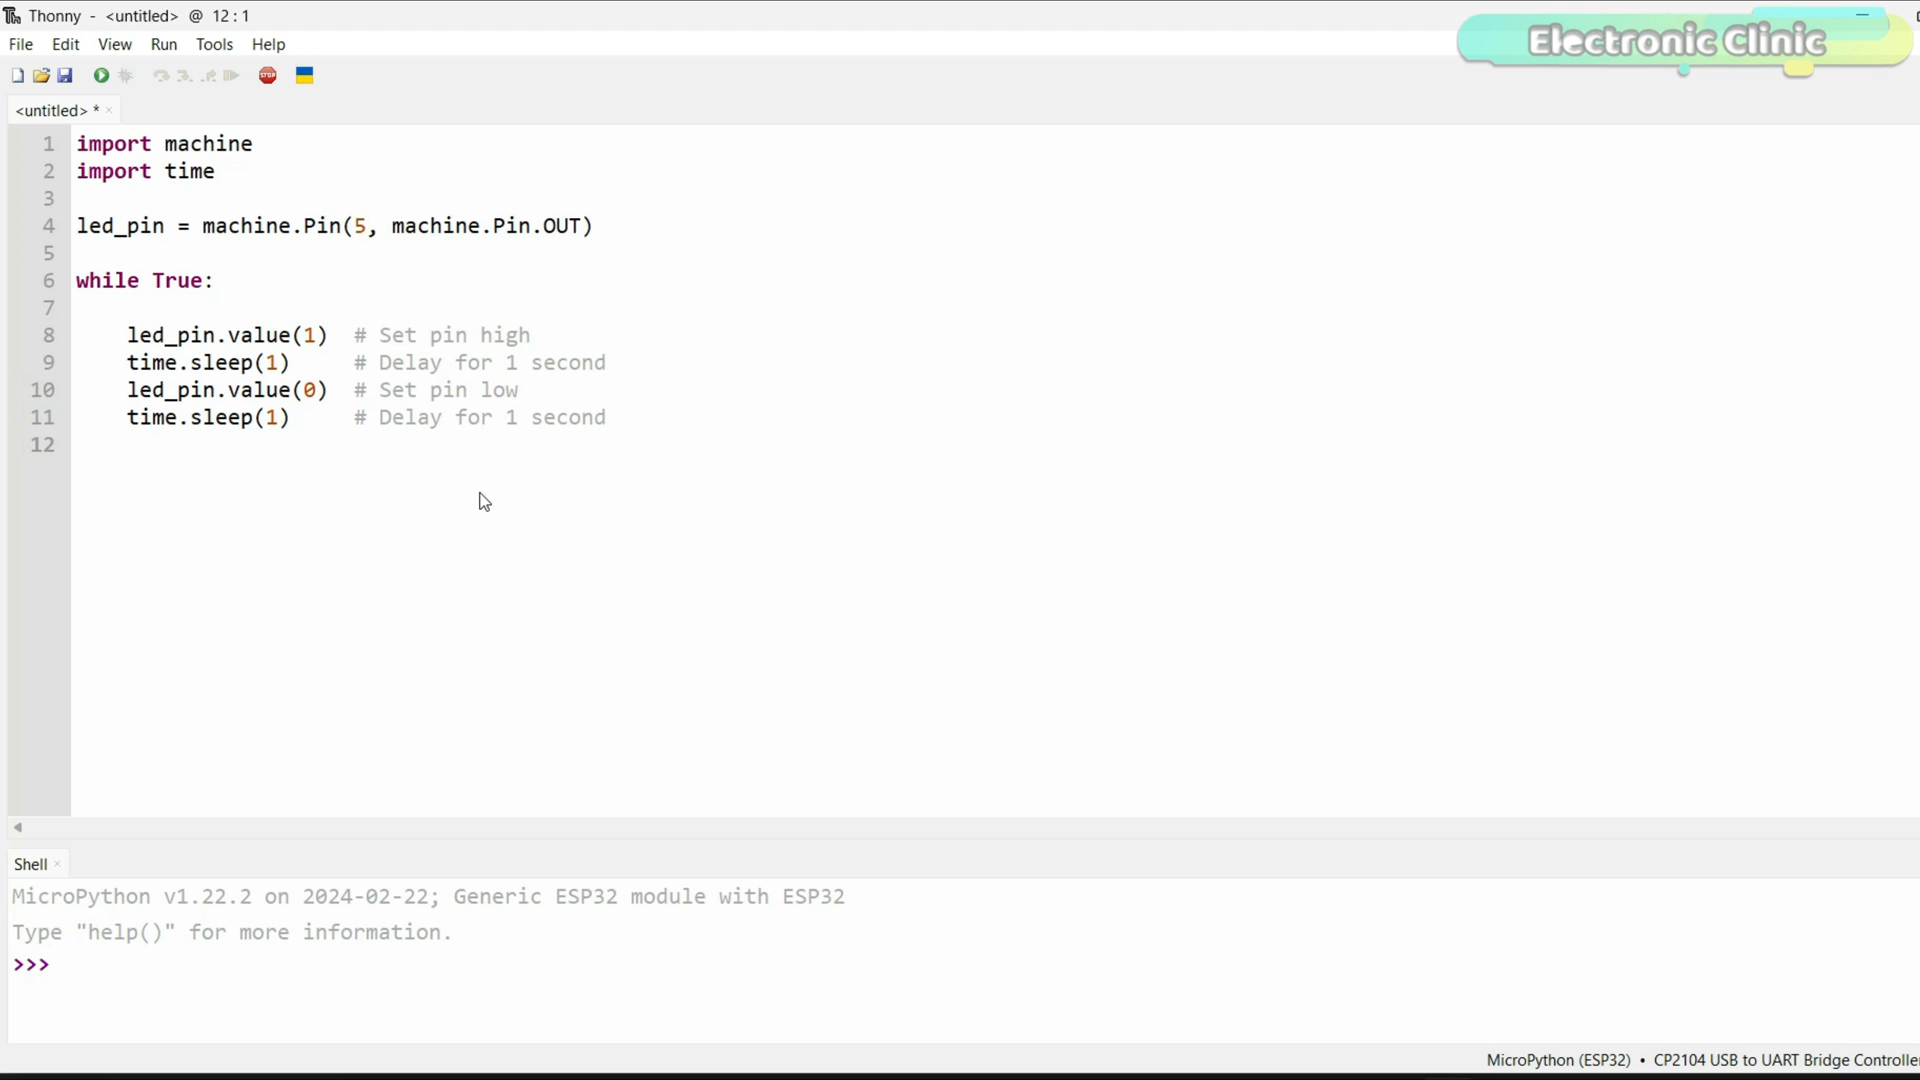 Thonny - <untitled> @ 12:1
Electronic Clinic
File Edit View Run Tools Help
STOP
<untitled> * ×
1 import machine
2 import time
3
4 led_pin = machine.Pin(5, machine.Pin.OUT)
5
6 while True:
7
8     led_pin.value(1)  # Set pin high
9     time.sleep(1)     # Delay for 1 second
10     led_pin.value(0)  # Set pin low
11     time.sleep(1)     # Delay for 1 second
12
Shell ×
MicroPython v1.22.2 on 2024-02-22; Generic ESP32 module with ESP32
Type "help()" for more information.
>>>
MicroPython (ESP32) • CP2104 USB to UART Bridge Controller